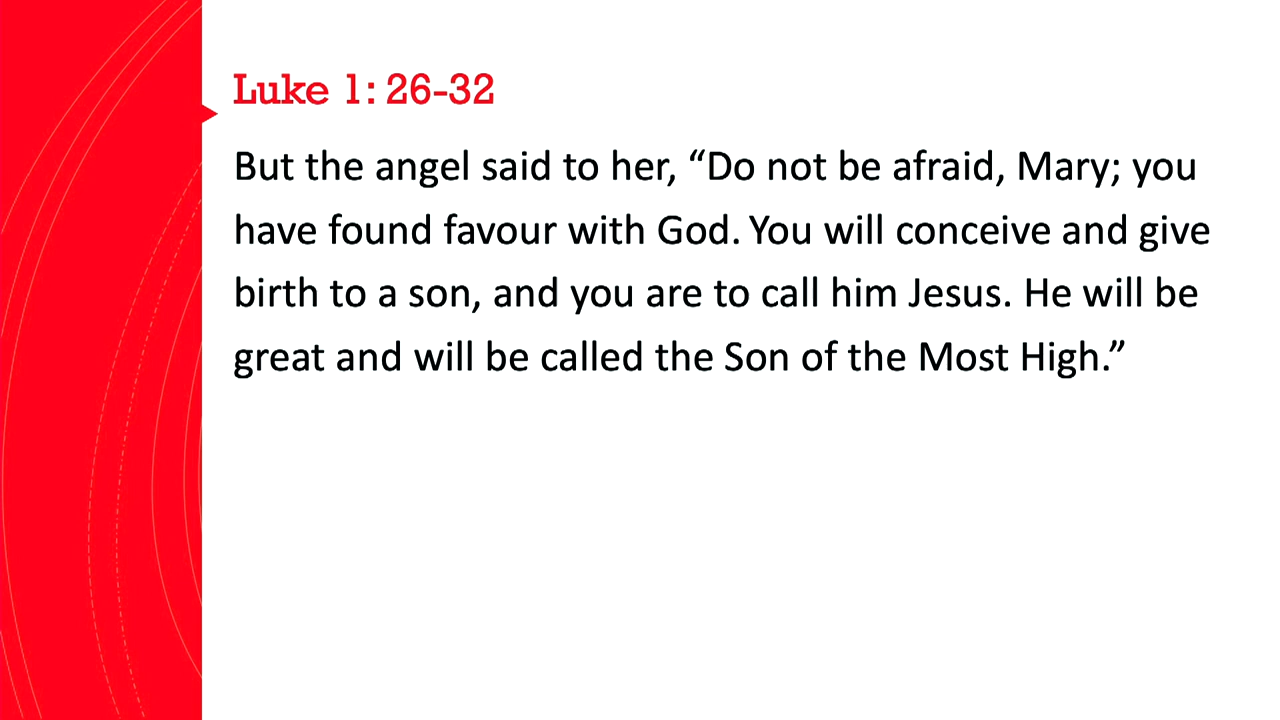 Luke 1: 26-32
But the angel said to her, “Do not be afraid, Mary; you
have found favour with God. You will conceive and give
birth to a son, and you are to call him Jesus. He will be
great and will be called the Son of the Most High.”